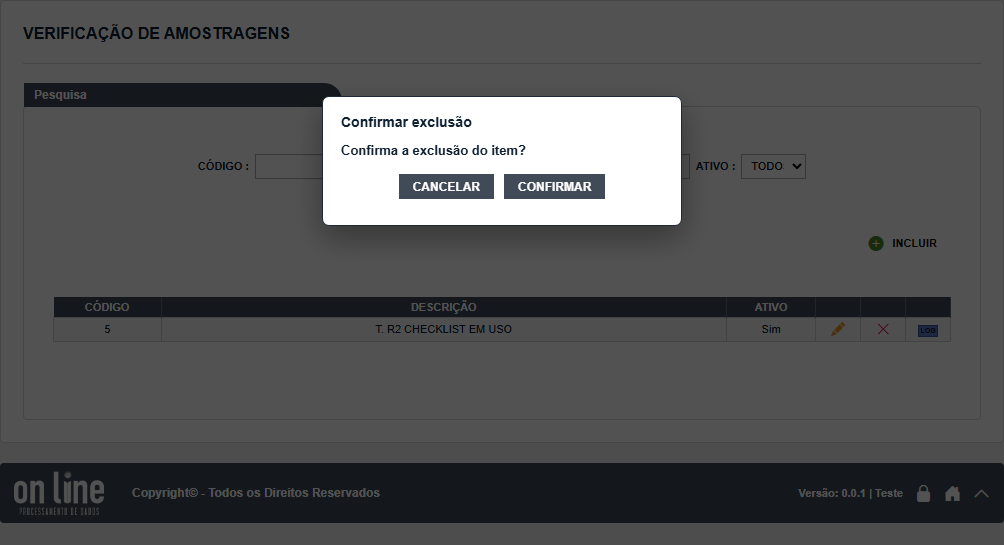 VERIFICAÇÃO DE AMOSTRAGENS
Pesquisa
Confirmar exclusão
Confirma a exclusão do item?
CANCELAR CONFIRMAR
CÓDIGO : ATIVO : TODO
INCLUIR
CÓDIGO DESCRIÇÃO ATIVO
5 T. R2 CHECKLIST EM USO Sim LOG
on line
PROCESSAMENTO DE DADOS
Copyright© - Todos os Direitos Reservados
Versão: 0.0.1 | Teste